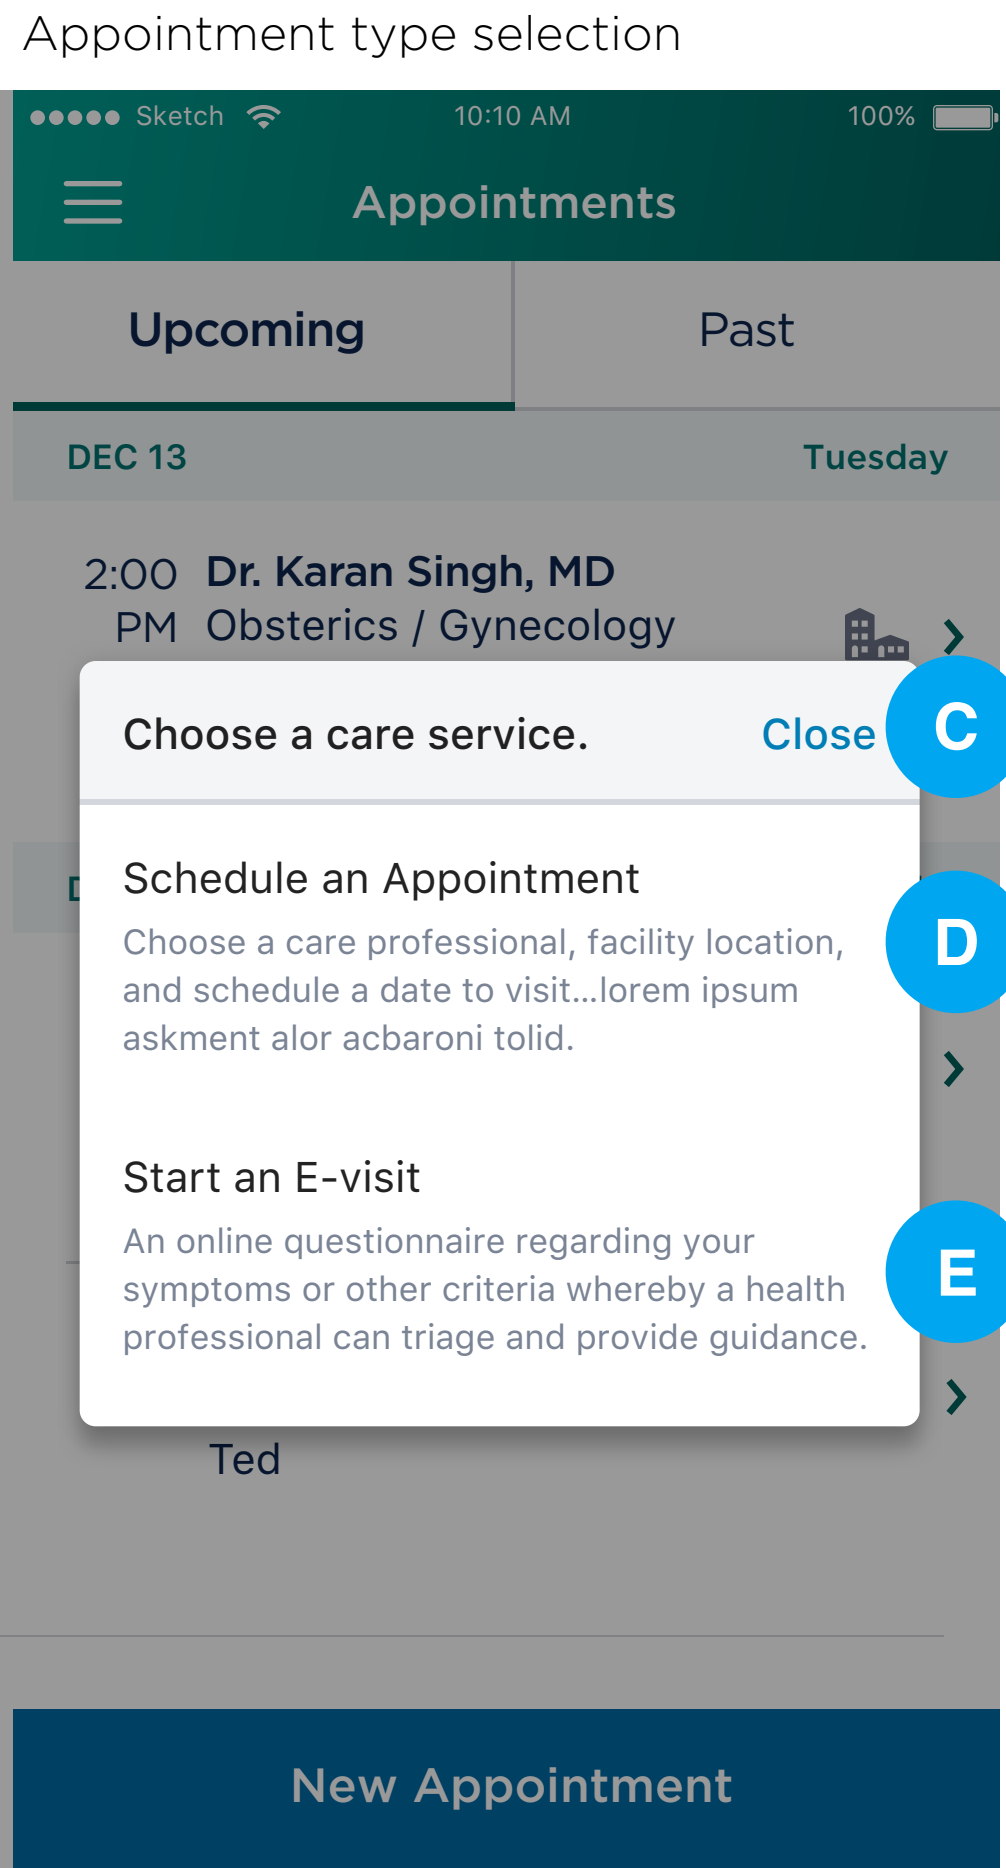 Appointment type selection
Sketch 10:10 AM 100%
Appointments
Upcoming Past
DEC 13 Tuesday
2:00 PM Dr. Karan Singh, MD
Obsterics / Gynecology
Choose a care service. Close C
Schedule an Appointment
D
Choose a care professional, facility location,
and schedule a date to visit...lorem ipsum
askment alor acbaroni tolid.
Start an E-visit
E
An online questionnaire regarding your
symptoms or other criteria whereby a health
professional can triage and provide guidance.
Ted
New Appointment